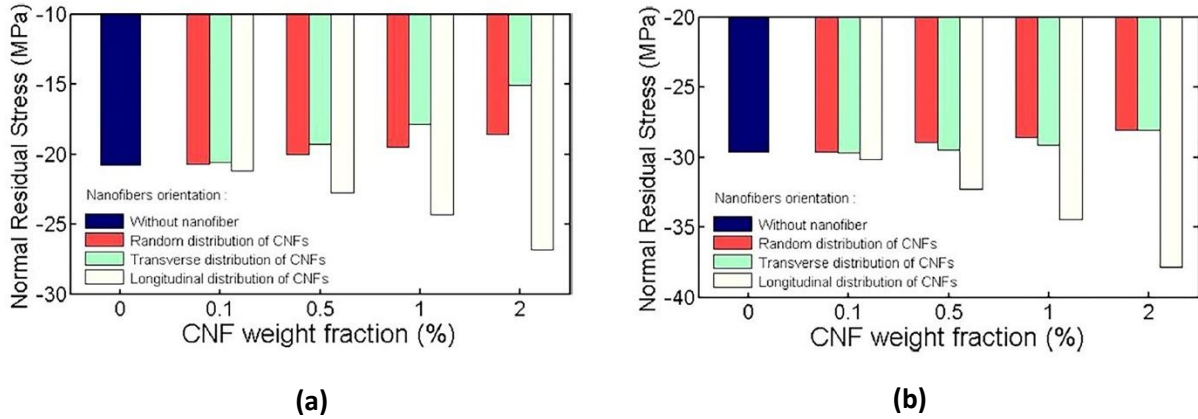 -10
-15
-20
-25
-30
Normal Residual Stress (MPa)
Nanofibers orientation :
Without nanofiber
Random distribution of CNFs
Transverse distribution of CNFs
Longitudinal distribution of CNFs
0 0.1 0.5 1 2
CNF weight fraction (%)
(a)
-20
-25
-30
-35
-40
Normal Residual Stress (MPa)
Nanofibers orientation :
Without nanofiber
Random distribution of CNFs
Transverse distribution of CNFs
Longitudinal distribution of CNFs
0 0.1 0.5 1 2
CNF weight fraction (%)
(b)